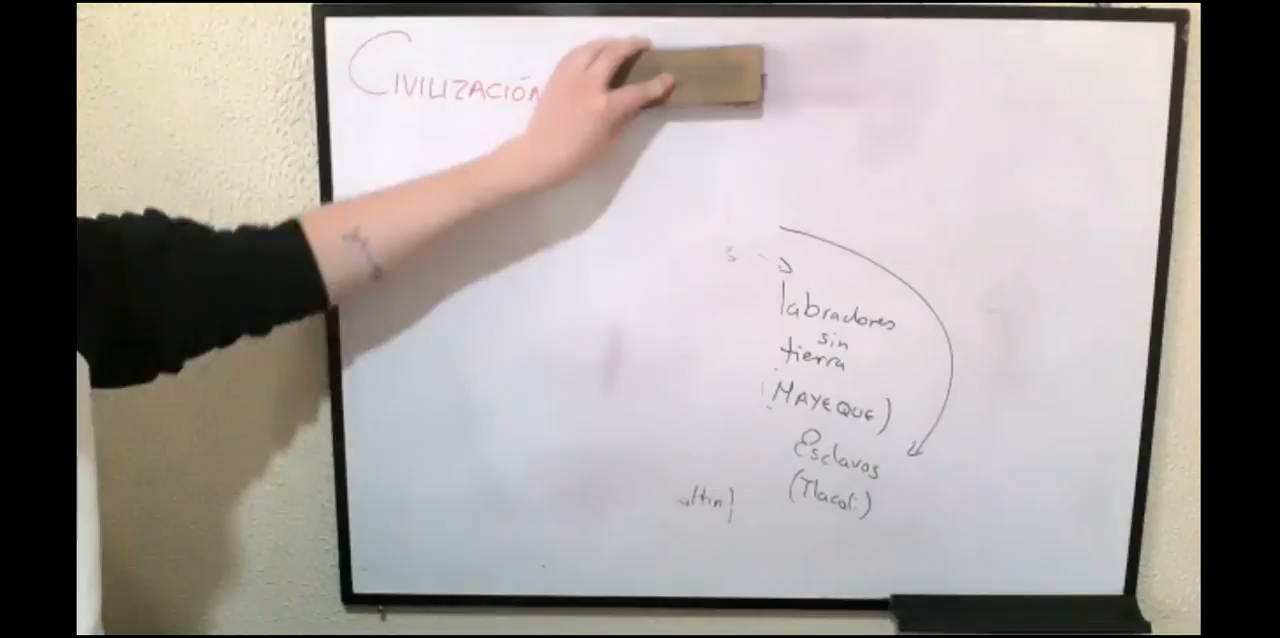 CIVILIZACIÓN
labradores
sin
tierra
MAYEQUE)
Esclavos
(Tlacoli)